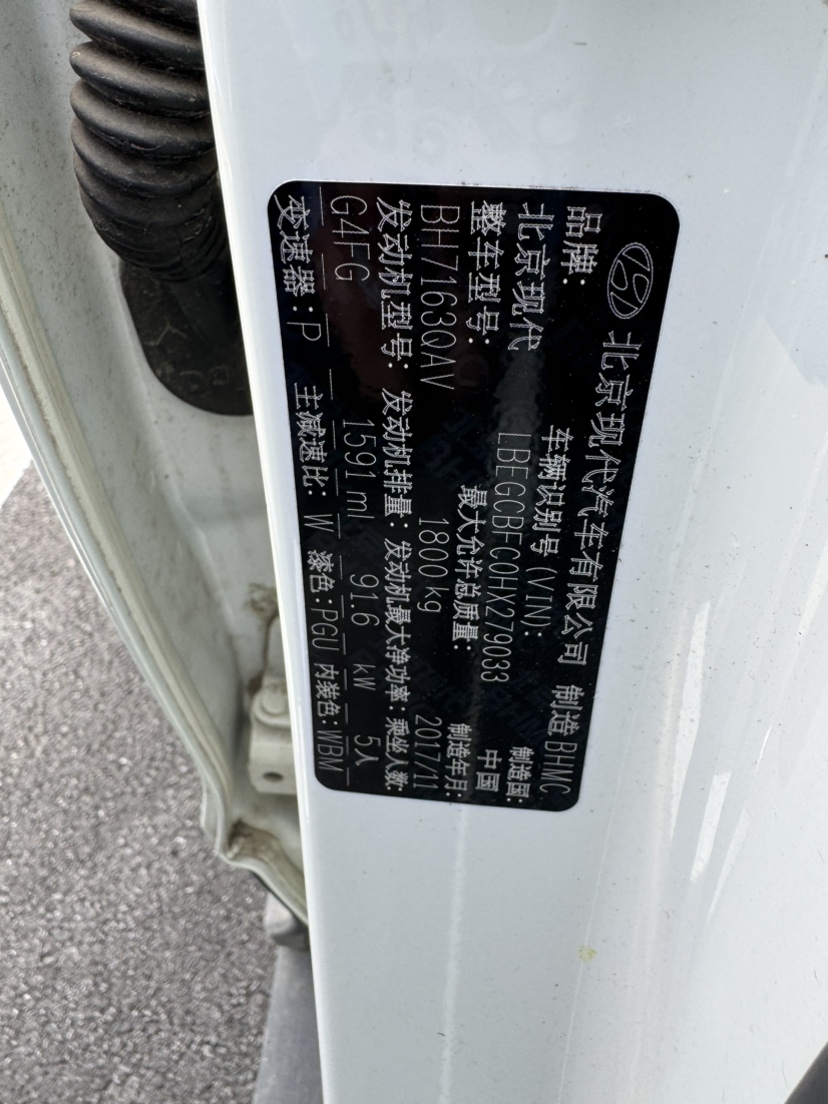 北京现代汽车有限公司 制造 BHMC
品牌: 车辆识别号(VIN): 制造国:
北京现代 LBEGCBFC0HX279033 中国
整车型号: 最大允许总质量: 制造年月:
BH7163QAV 1800 kg 2017/11
发动机型号: 发动机排量: 发动机最大净功率: 乘坐人数:
G4FG 1591 ml 91.6 kW 5人
变速器: P 主减速比: W 漆色: PGU 内装色: WBM